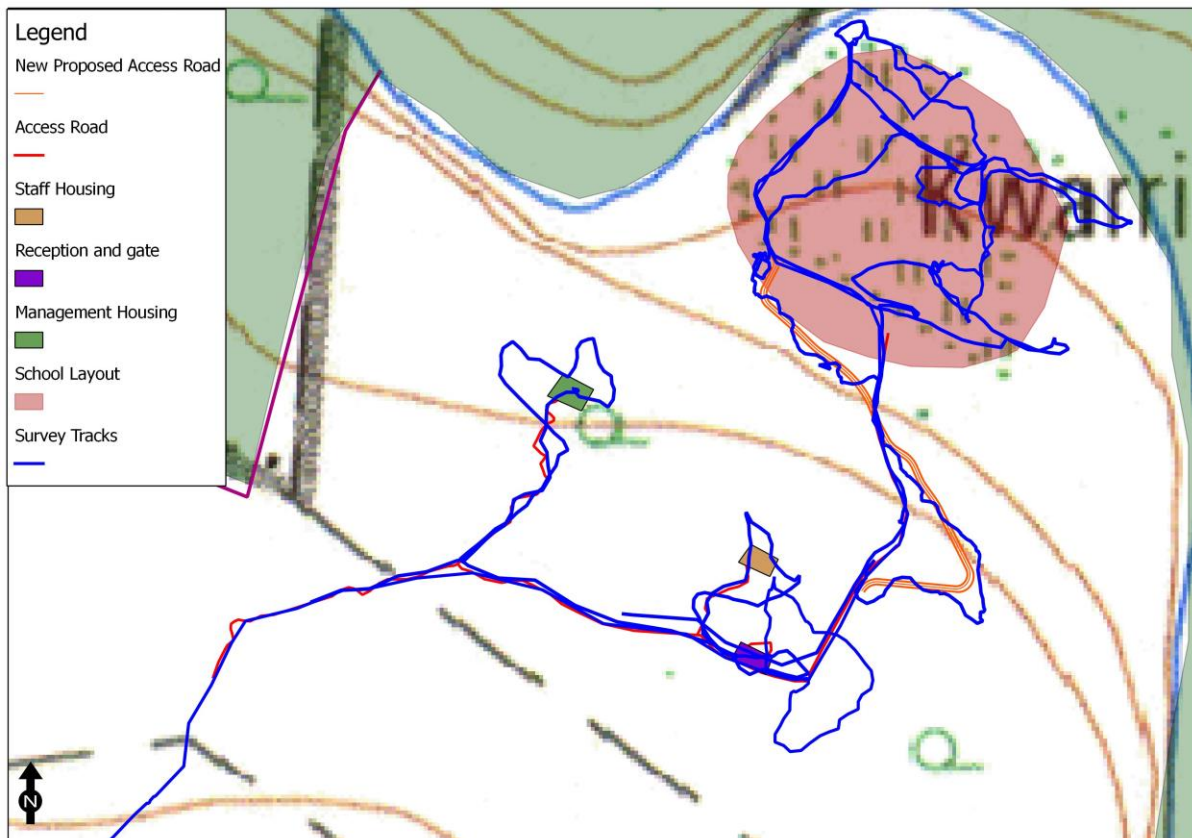 Legend
New Proposed Access Road
Access Road
Staff Housing
Reception and gate
Management Housing
School Layout
Survey Tracks
Kwarri
N